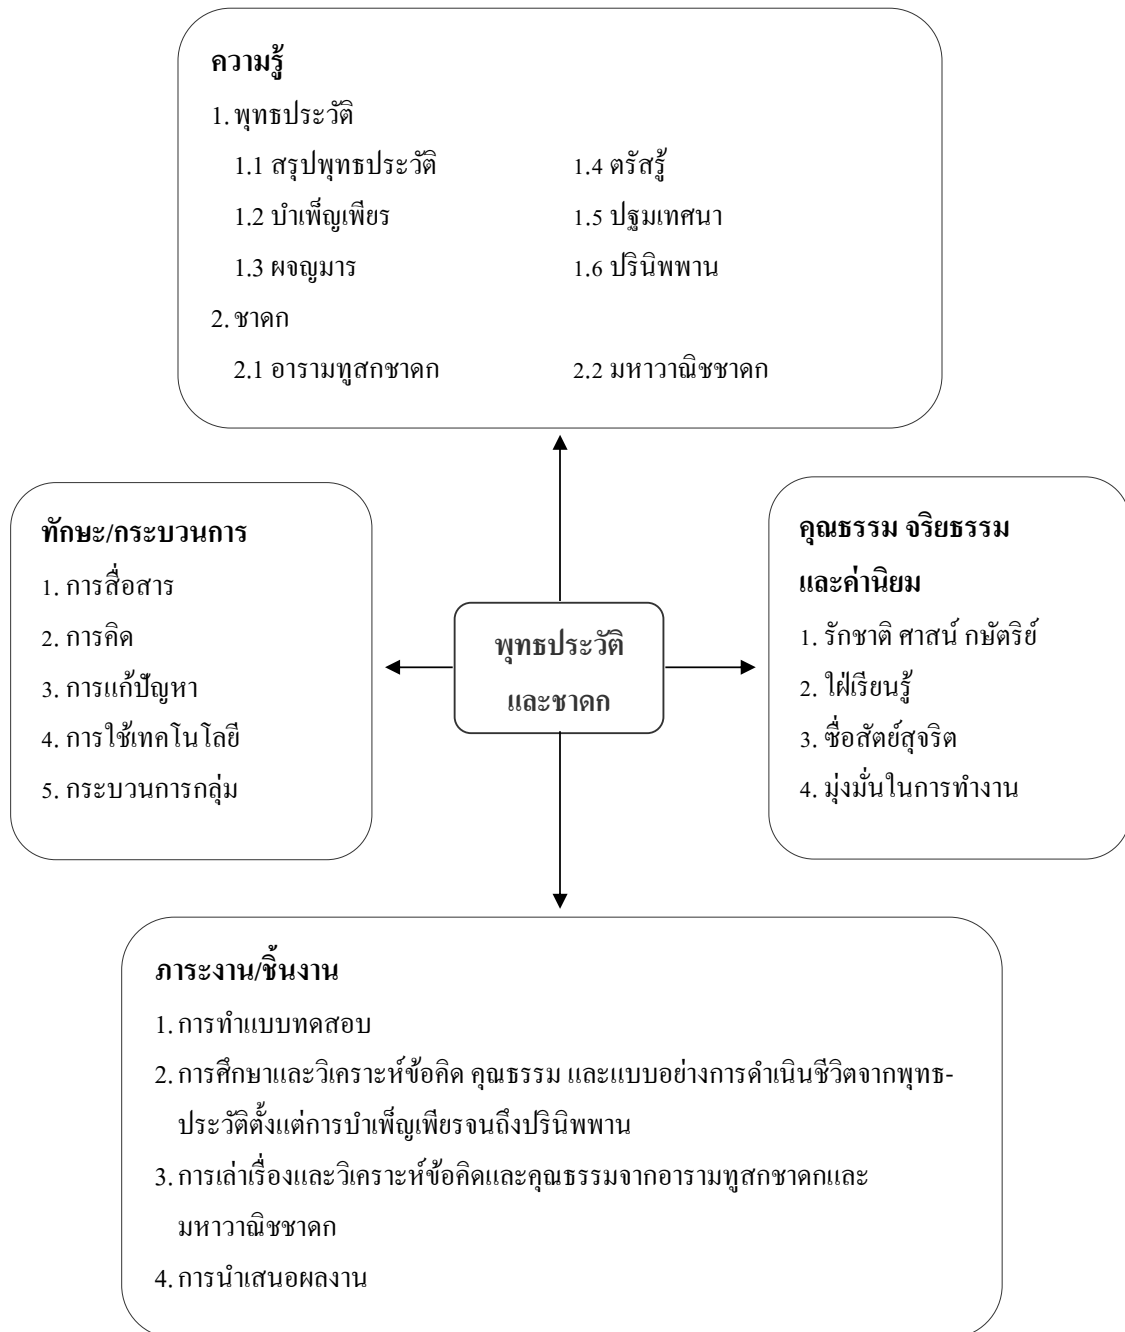 ความรู้
1. พุทธประวัติ
1.1 สรุปพุทธประวัติ 1.4 ตรัสรู้
1.2 บำเพ็ญเพียร 1.5 ปฐมเทศนา
1.3 ผจญมาร 1.6 ปรินิพพาน
2. ชาดก
2.1 อารามทูสกชาดก 2.2 มหาวาณิชชาดก
ทักษะ/กระบวนการ
1. การสื่อสาร
2. การคิด
3. การแก้ปัญหา
4. การใช้เทคโนโลยี
5. กระบวนการกลุ่ม
พุทธประวัติ
และชาดก
คุณธรรม จริยธรรม
และค่านิยม
1. รักชาติ ศาสน์ กษัตริย์
2. ใฝ่เรียนรู้
3. ซื่อสัตย์สุจริต
4. มุ่งมั่นในการทำงาน
ภาระงาน/ชิ้นงาน
1. การทำแบบทดสอบ
2. การศึกษาและวิเคราะห์ข้อคิด คุณธรรม และแบบอย่างการดำเนินชีวิตจากพุทธ-
ประวัติตั้งแต่การบำเพ็ญเพียรจนถึงปรินิพพาน
3. การเล่าเรื่องและวิเคราะห์ข้อคิดและคุณธรรมจากอารามทูสกชาดกและ
มหาวาณิชชาดก
4. การนำเสนอผลงาน